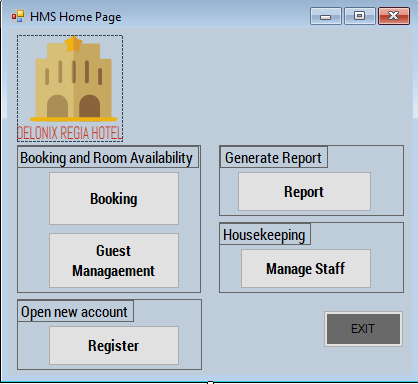 HMS Home Page
DELONIX REGIA HOTEL
Booking and Room Availability
Booking
Guest
Managaement
Open new account
Register
Generate Report
Report
Housekeeping
Manage Staff
EXIT